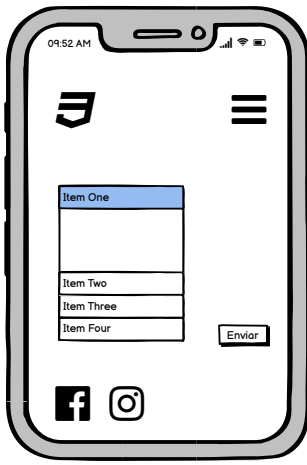 09:52 AM
Item One
Item Two
Item Three
Item Four
Enviar